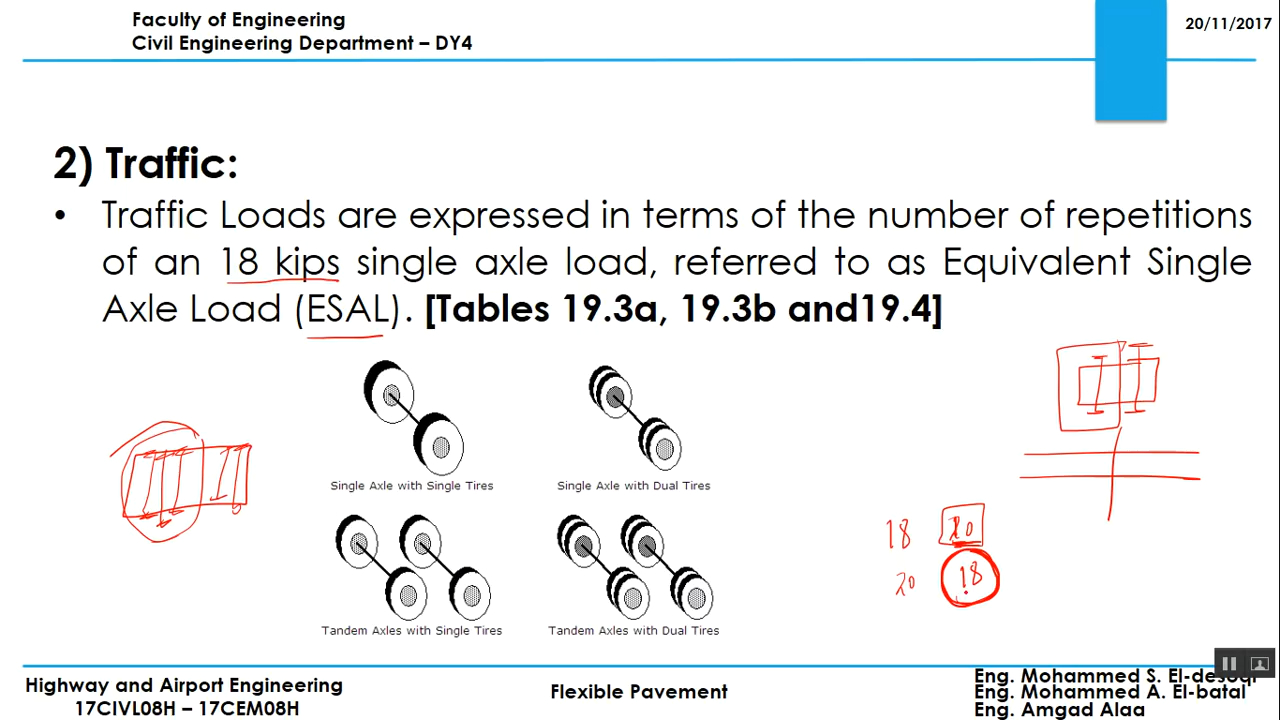 Faculty of Engineering
Civil Engineering Department – DY4
20/11/2017
2) Traffic:
• Traffic Loads are expressed in terms of the number of repetitions
of an 18 kips single axle load, referred to as Equivalent Single
Axle Load (ESAL). [Tables 19.3a, 19.3b and19.4]
Single Axle with Single Tires
Single Axle with Dual Tires
18 20
20 18
Tandem Axles with Single Tires
Tandem Axles with Dual Tires
Highway and Airport Engineering
17CIVL08H – 17CEM08H
Flexible Pavement
Eng. Mohammed S. El-desuqi
Eng. Mohammed A. El-batal
Eng. Amgad Alaa